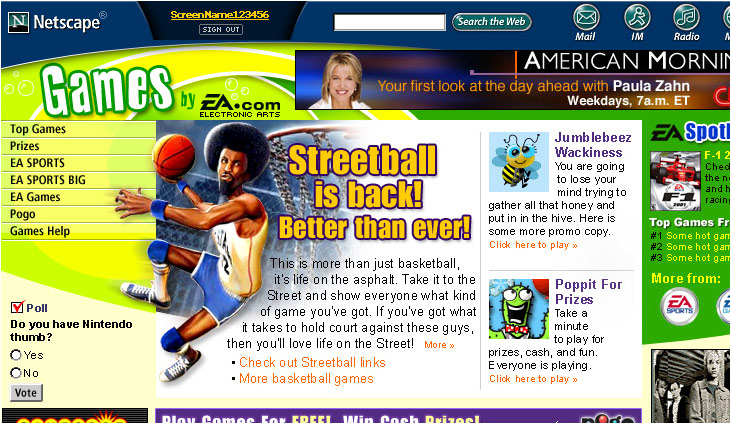 Netscape®
ScreenName123456
SIGN OUT
Search the Web
Mail
IM
Radio
Games by EA.com
ELECTRONIC ARTS
AMERICAN MORNIN
Your first look at the day ahead with Paula Zahn
Weekdays, 7a.m. ET
Top Games
Prizes
EA SPORTS
EA SPORTS BIG
EA Games
Pogo
Games Help
Poll
Do you have Nintendo
thumb?
Yes
No
Vote
Streetball
is back!
Better than ever!
This is more than just basketball,
it's life on the asphalt. Take it to the
Street and show everyone what kind
of game you've got. If you've got what
it takes to hold court against these guys,
then you'll love life on the Street! More »
• Check out Streetball links
• More basketball games
Jumblebeez
Wackiness
You are going
to lose your
mind trying to
gather all that honey and
put in in the hive. Here is
some more promo copy.
Click here to play »
Poppit For
Prizes
Take a
minute
to play for
prizes, cash, and fun.
Everyone is playing.
Click here to play »
EA Spotl
F-1 2
Chec
the ne
and h
racing
F1
2001
Top Games Fr
#1 Some hot gam
#2 Some hot gam
#3 Some hot gam
More from:
EA
SPORTS
Play Games For FREE! Win Cash Prizes!
pogo